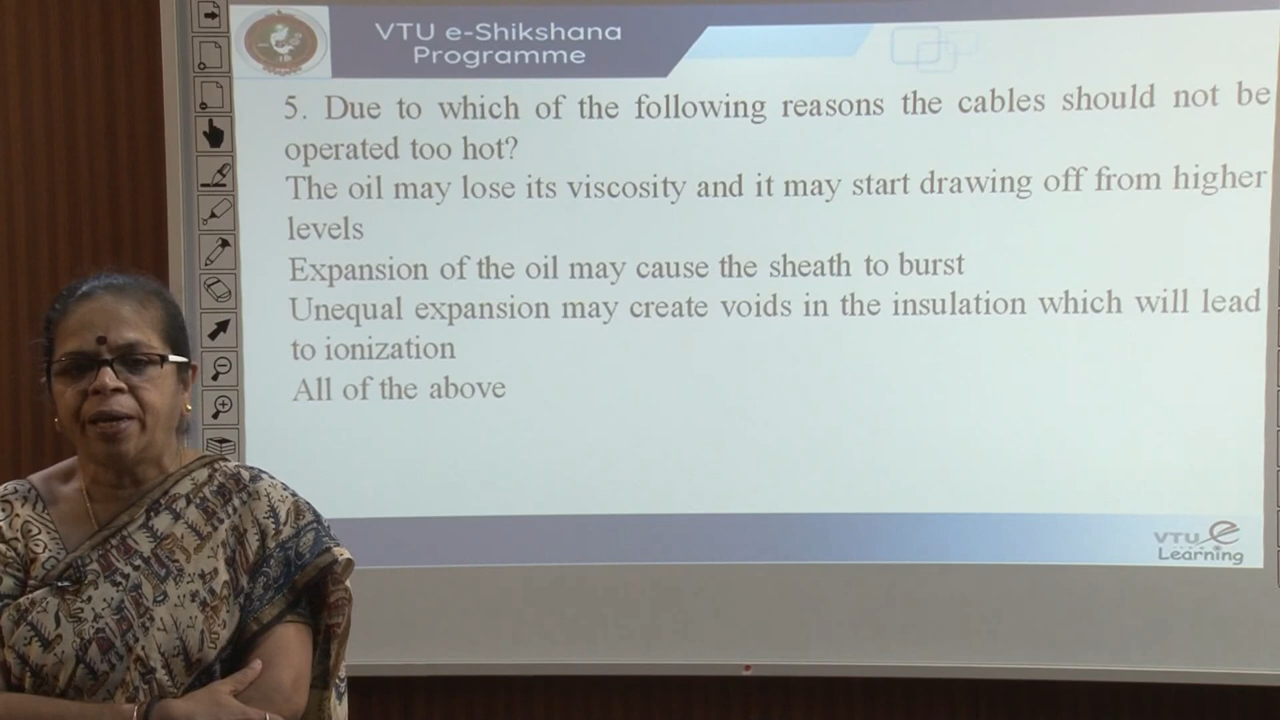 VTU e-Shikshana
Programme
5. Due to which of the following reasons the cables should not be
operated too hot?
The oil may lose its viscosity and it may start drawing off from higher
levels
Expansion of the oil may cause the sheath to burst
Unequal expansion may create voids in the insulation which will lead
to ionization
All of the above
VTU e
Learning